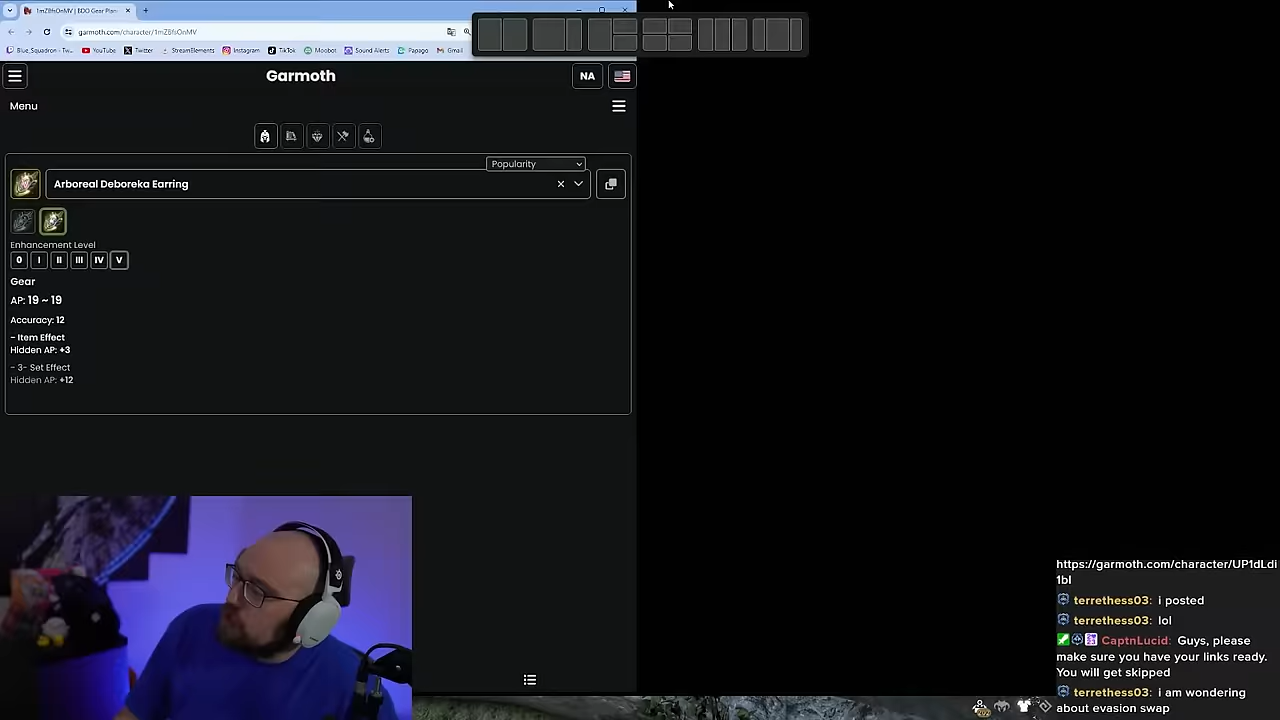 1mZ8fsOnMV | BDO Gear Plan
garmoth.com/character/1mZ8fsOnMV
Blue_Squadron - Tw...
YouTube
Twitter
StreamElements
Instagram
TikTok
Moobot
Sound Alerts
Papago
Gmail
Garmoth
NA
Menu
Popularity
Arboreal Deboreka Earring
Enhancement Level
0 I II III IV V
Gear
AP: 19 ~ 19
Accuracy: 12
- Item Effect
Hidden AP: +3
- 3- Set Effect
Hidden AP: +12
https://garmoth.com/character/UP1dLdi
1bI
terrethess03: i posted
terrethess03: lol
CaptnLucid: Guys, please
make sure you have your links ready.
You will get skipped
terrethess03: i am wondering
about evasion swap